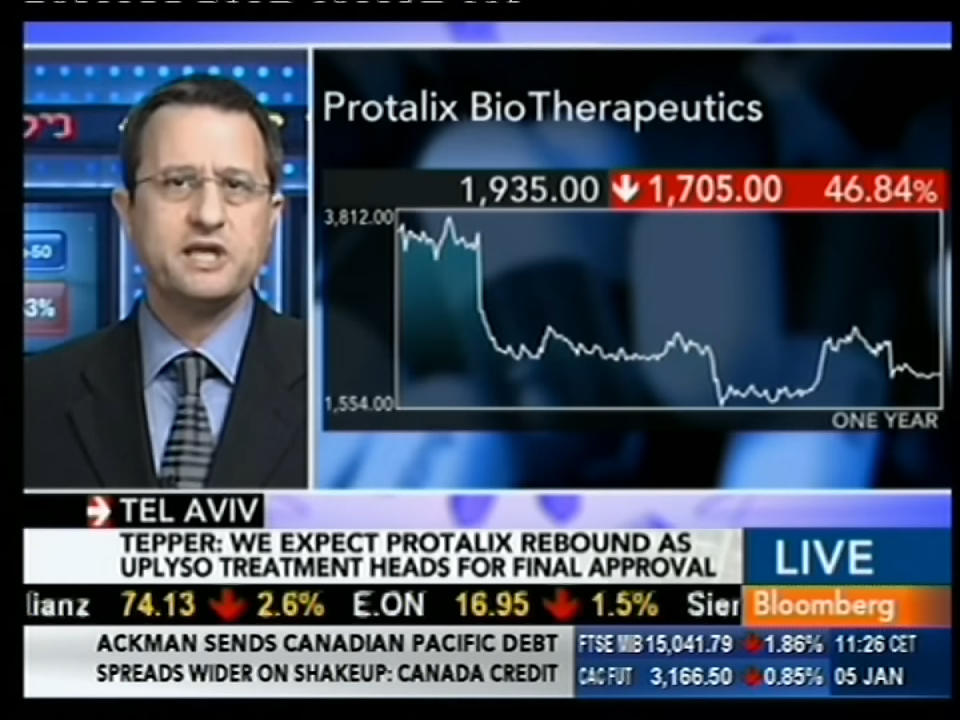 Protalix BioTherapeutics
1,935.00 1,705.00 46.84%
3,812.00
-50
3%
1,554.00
ONE YEAR
TEL AVIV
TEPPER: WE EXPECT PROTALIX REBOUND AS
UPLYSO TREATMENT HEADS FOR FINAL APPROVAL
LIVE
lianz 74.13 2.6% E.ON 16.95 1.5% Sier
Bloomberg
ACKMAN SENDS CANADIAN PACIFIC DEBT
SPREADS WIDER ON SHAKEUP: CANADA CREDIT
FTSE MIB 15,041.79 1.86% 11:26 CET
CAC FUT 3,166.50 0.85% 05 JAN